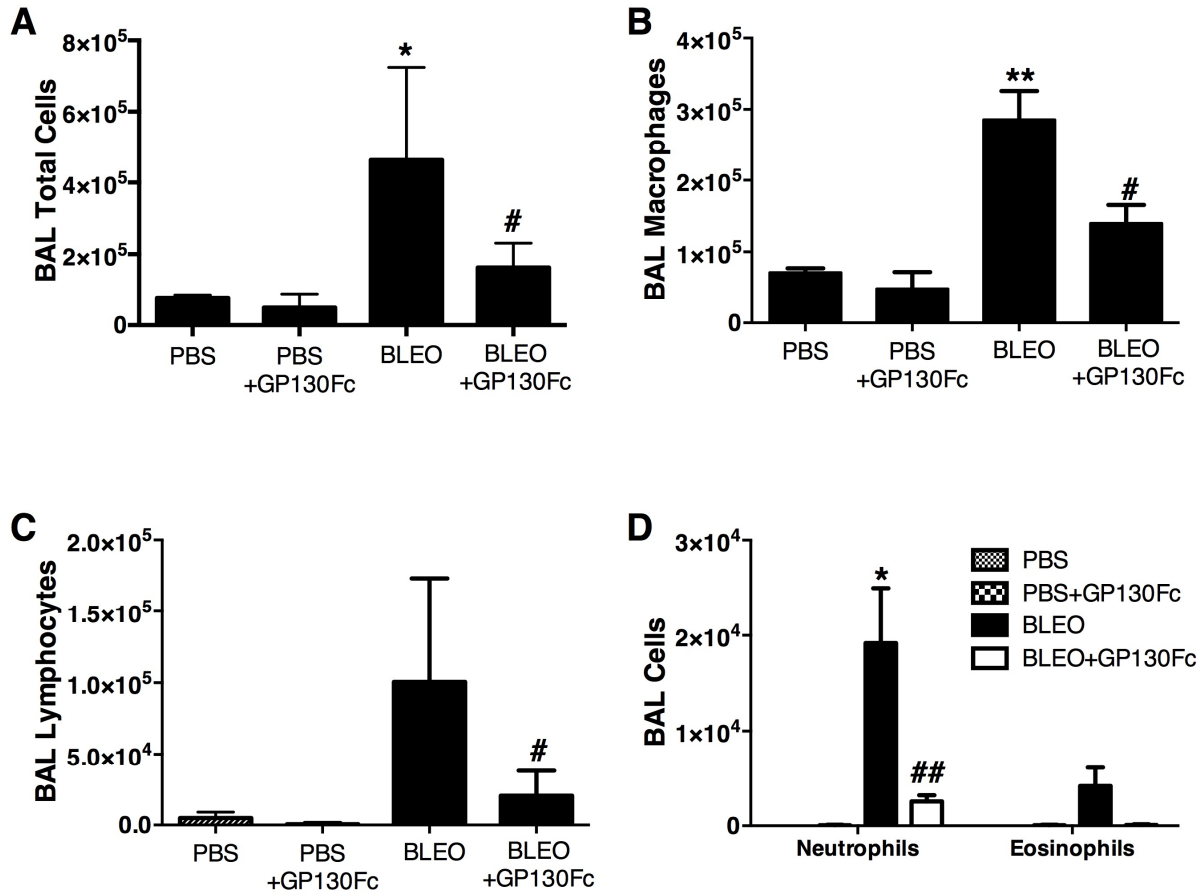 A
BAL Total Cells
8×10⁵
6×10⁵
4×10⁵
2×10⁵
0
*
#
PBS
PBS
+GP130Fc
BLEO
BLEO
+GP130Fc
B
BAL Macrophages
4×10⁵
3×10⁵
2×10⁵
1×10⁵
0
**
#
PBS
PBS
+GP130Fc
BLEO
BLEO
+GP130Fc
C
BAL Lymphocytes
2.0×10⁵
1.5×10⁵
1.0×10⁵
5.0×10⁴
0.0
#
PBS
PBS
+GP130Fc
BLEO
BLEO
+GP130Fc
D
BAL Cells
3×10⁴
2×10⁴
1×10⁴
0
*
##
PBS
PBS+GP130Fc
BLEO
BLEO+GP130Fc
Neutrophils
Eosinophils